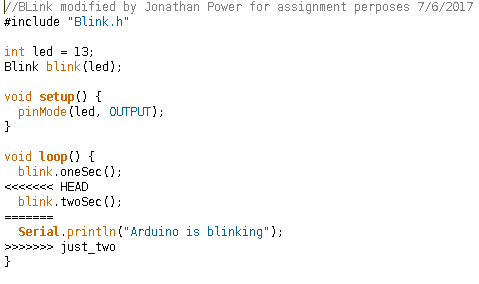 //BLink modified by Jonathan Power for assignment perposes 7/6/2017
#include "Blink.h"
int led = 13;
Blink blink(led);
void setup() {
pinMode(led, OUTPUT);
}
void loop() {
blink.oneSec();
<<<<<<< HEAD
blink.twoSec();
=======
Serial.println("Arduino is blinking");
>>>>>>> just_two
}